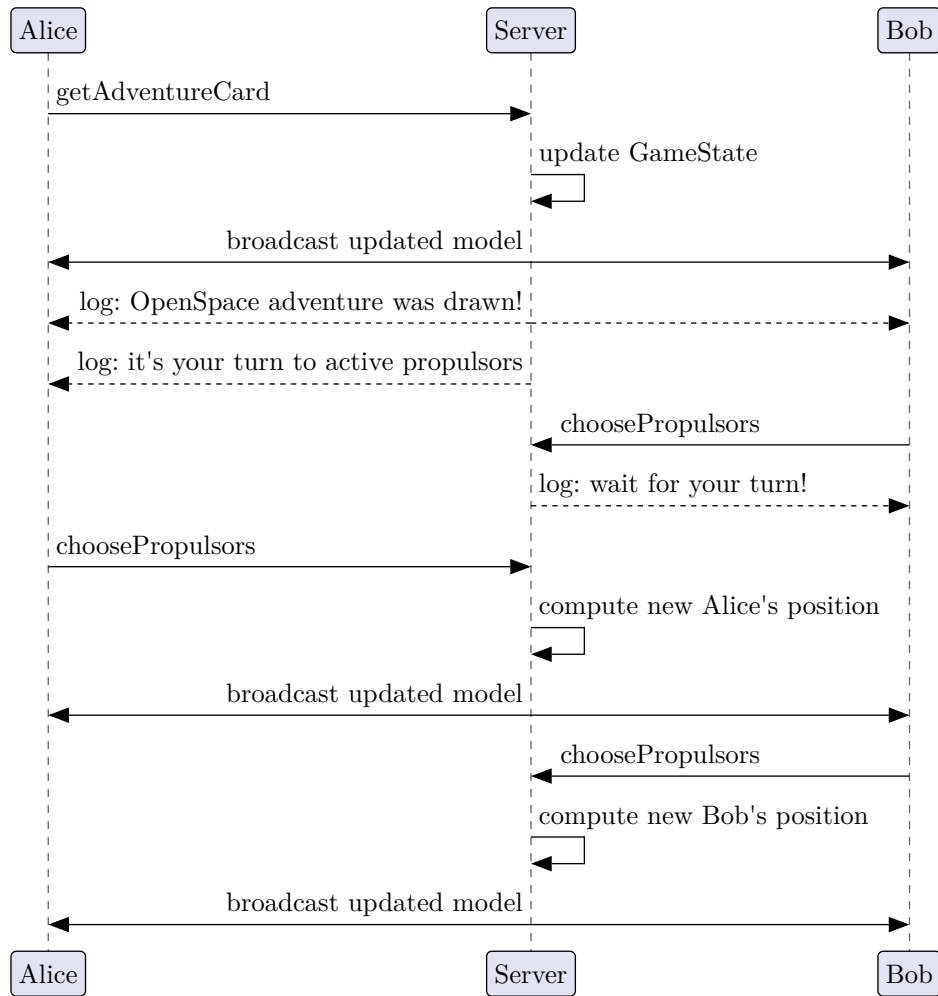 Alice Server Bob
getAdventureCard
update GameState
broadcast updated model
log: OpenSpace adventure was drawn!
log: it's your turn to active propulsors
choosePropulsors
log: wait for your turn!
choosePropulsors
compute new Alice's position
broadcast updated model
choosePropulsors
compute new Bob's position
broadcast updated model
Alice Server Bob